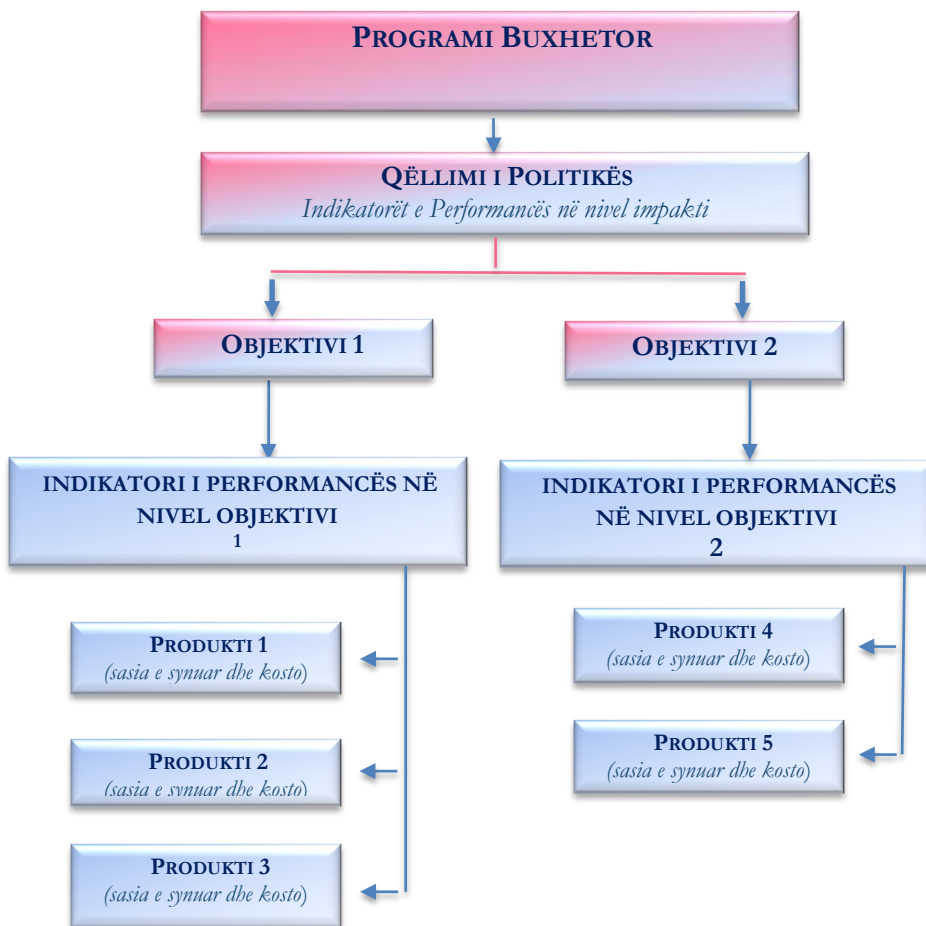 PROGRAMI BUXHETOR
QËLLIMI I POLITIKËS
Indikatorët e Performancës në nivel impakti
OBJEKTIVI 1
OBJEKTIVI 2
INDIKATORI I PERFORMANCËS NË
NIVEL OBJEKTIVI
1
INDIKATORI I PERFORMANCËS
NË NIVEL OBJEKTIVI
2
PRODUKTI 1
(sasia e synuar dhe kosto)
PRODUKTI 2
(sasia e synuar dhe kosto)
PRODUKTI 3
(sasia e synuar dhe kosto)
PRODUKTI 4
(sasia e synuar dhe kosto)
PRODUKTI 5
(sasia e synuar dhe kosto)